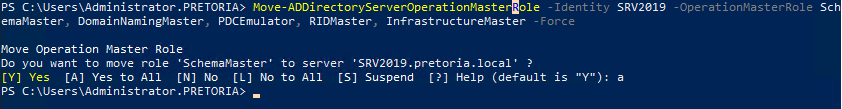 PS C:\Users\Administrator.PRETORIA> Move-ADDirectoryServerOperationMasterRole -Identity SRV2019 -OperationMasterRole Sch
emaMaster, DomainNamingMaster, PDCEmulator, RIDMaster, InfrastructureMaster -Force
Move Operation Master Role
Do you want to move role 'SchemaMaster' to server 'SRV2019.pretoria.local' ?
[Y] Yes  [A] Yes to All  [N] No  [L] No to All  [S] Suspend  [?] Help (default is "Y"): a
PS C:\Users\Administrator.PRETORIA>